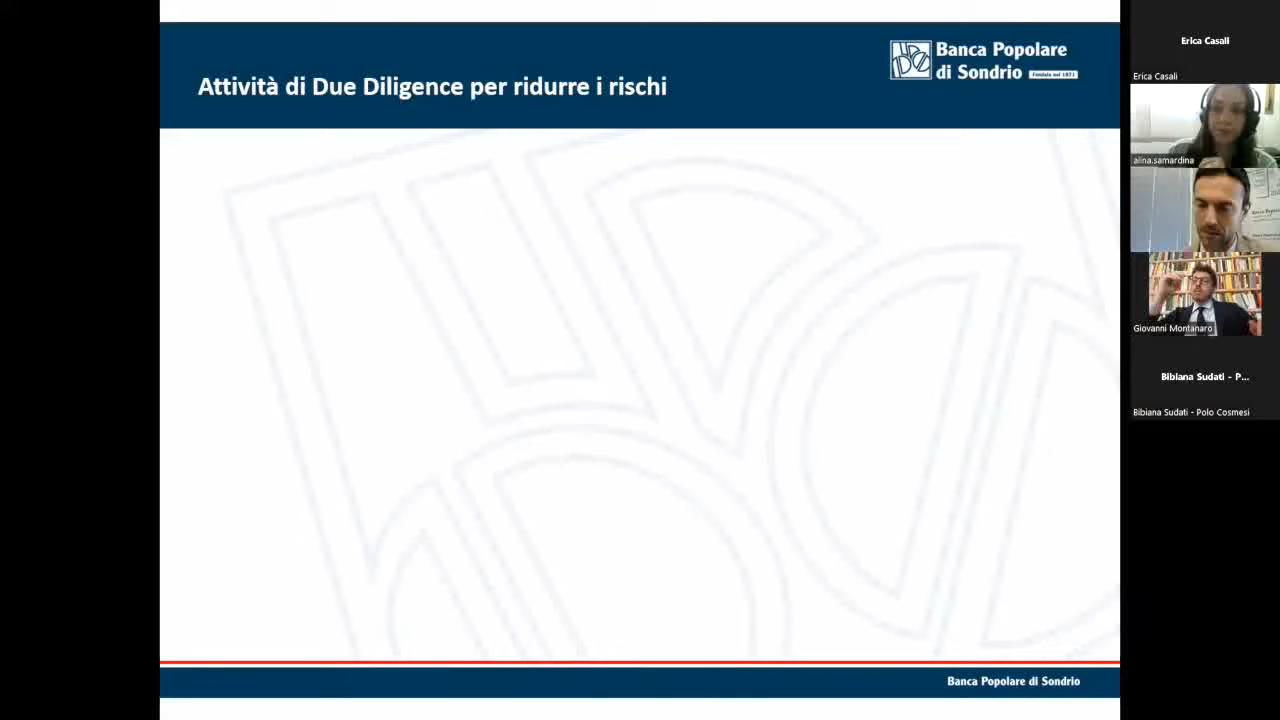 Attività di Due Diligence per ridurre i rischi
Banca Popolare
di Sondrio
Fondata nel 1871
Banca Popolare di Sondrio
Erica Casali
Erica Casali
alina.samardina
Giovanni Montanaro
Bibiana Sudati - P...
Bibiana Sudati - Polo Cosmesi